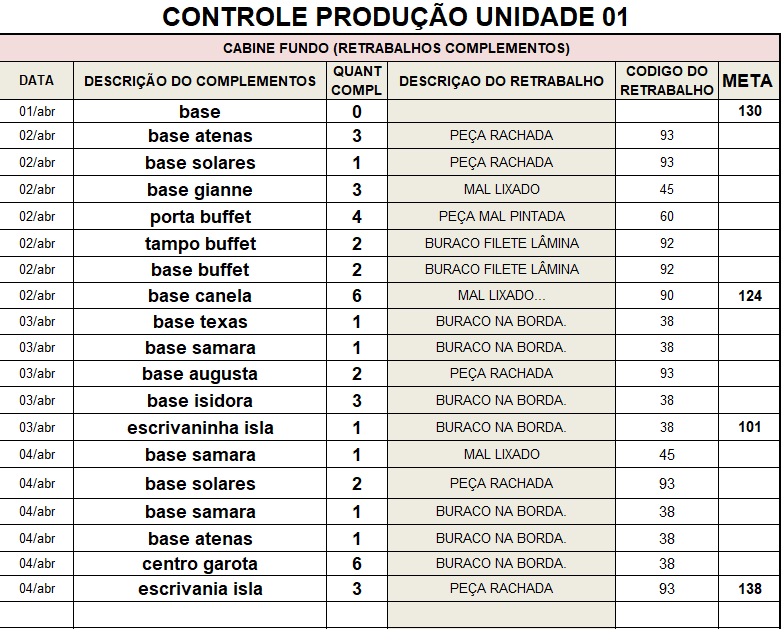 CONTROLE PRODUÇÃO UNIDADE 01
CABINE FUNDO (RETRABALHOS COMPLEMENTOS)
DATA DESCRIÇÃO DO COMPLEMENTOS QUANT COMPL DESCRIÇAO DO RETRABALHO CODIGO DO RETRABALHO META
01/abr base 0 130
02/abr base atenas 3 PEÇA RACHADA 93
02/abr base solares 1 PEÇA RACHADA 93
02/abr base gianne 3 MAL LIXADO 45
02/abr porta buffet 4 PEÇA MAL PINTADA 60
02/abr tampo buffet 2 BURACO FILETE LÂMINA 92
02/abr base buffet 2 BURACO FILETE LÂMINA 92
02/abr base canela 6 MAL LIXADO... 90 124
03/abr base texas 1 BURACO NA BORDA. 38
03/abr base samara 1 BURACO NA BORDA. 38
03/abr base augusta 2 PEÇA RACHADA 93
03/abr base isidora 3 BURACO NA BORDA. 38
03/abr escrivaninha isla 1 BURACO NA BORDA. 38 101
04/abr base samara 1 MAL LIXADO 45
04/abr base solares 2 PEÇA RACHADA 93
04/abr base samara 1 BURACO NA BORDA. 38
04/abr base atenas 1 BURACO NA BORDA. 38
04/abr centro garota 6 BURACO NA BORDA. 38
04/abr escrivania isla 3 PEÇA RACHADA 93 138